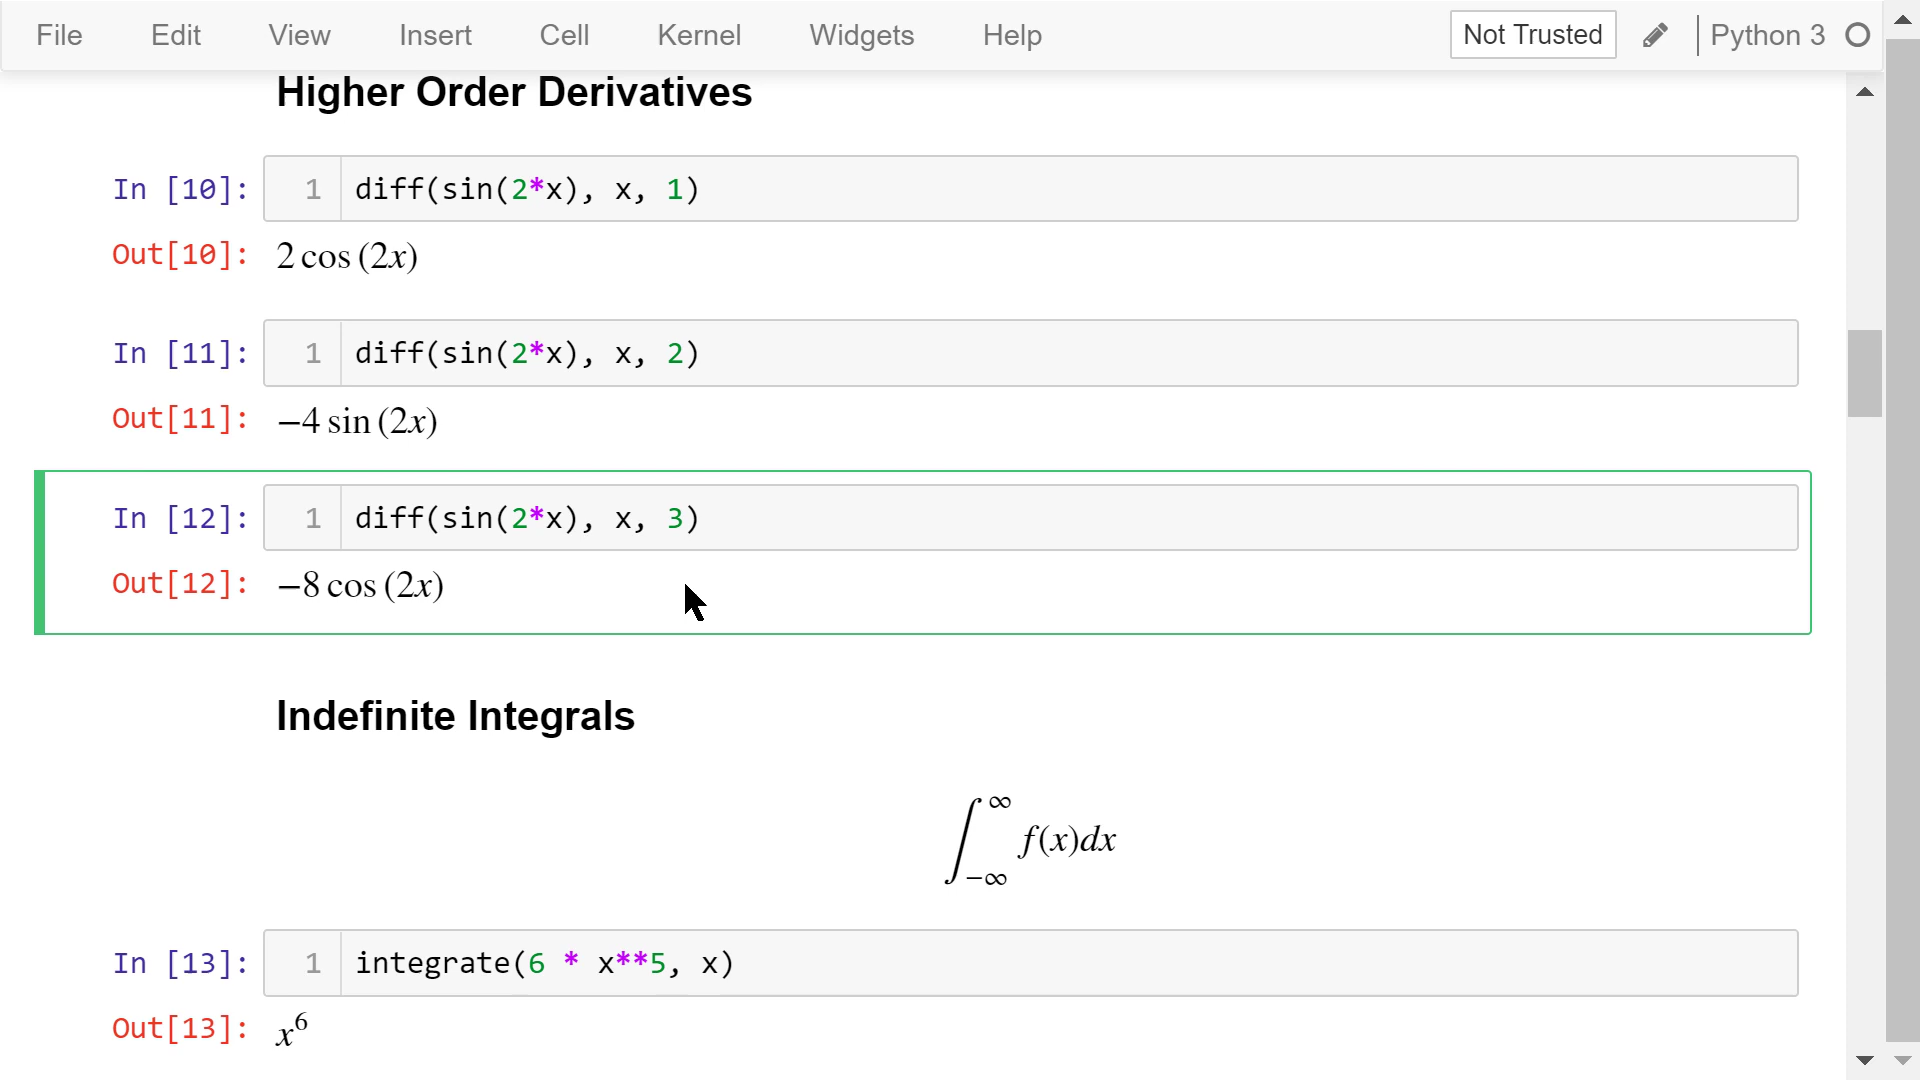 File Edit View Insert Cell Kernel Widgets Help Not Trusted Python 3
Higher Order Derivatives
In [10]: 1 diff(sin(2*x), x, 1)
Out[10]: 2 cos (2x)
In [11]: 1 diff(sin(2*x), x, 2)
Out[11]: −4 sin (2x)
In [12]: 1 diff(sin(2*x), x, 3)
Out[12]: −8 cos (2x)
Indefinite Integrals
∫_{−∞}^{∞} f(x)dx
In [13]: 1 integrate(6 * x**5, x)
Out[13]: x⁶